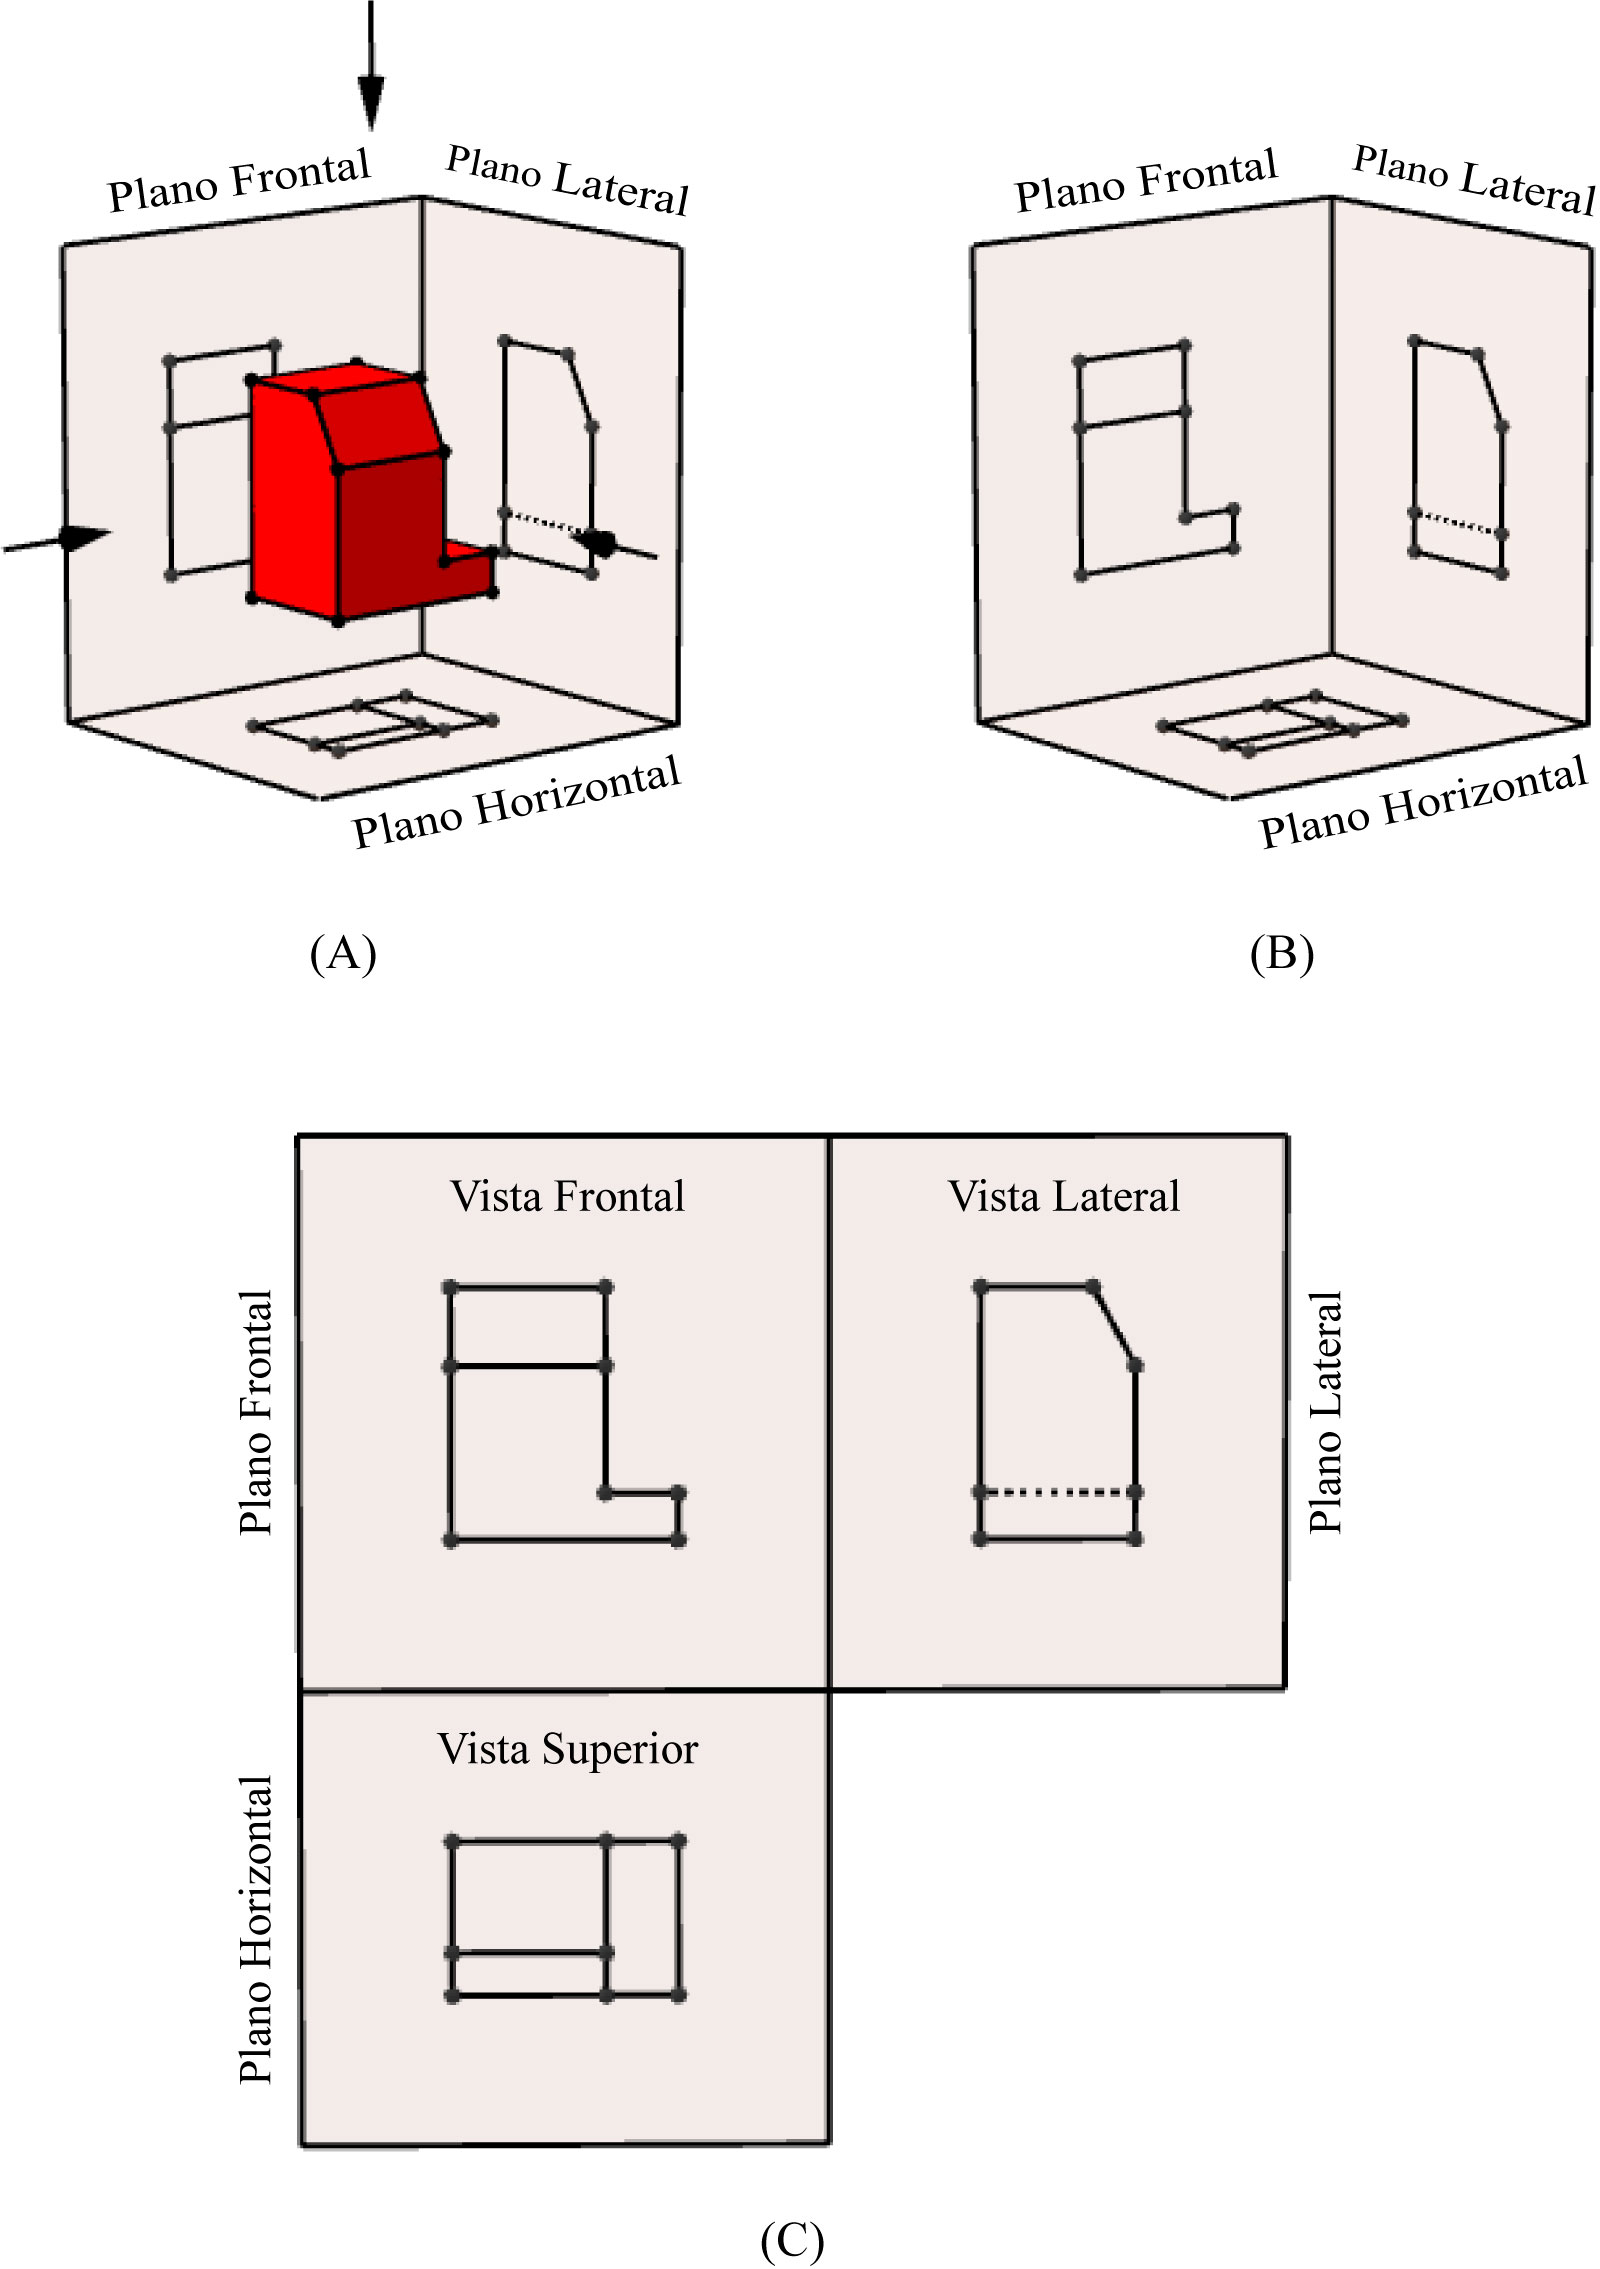 Plano Frontal
Plano Lateral
Plano Horizontal
(A)
Plano Frontal
Plano Lateral
Plano Horizontal
(B)
Vista Frontal
Vista Lateral
Plano Frontal
Plano Lateral
Vista Superior
Plano Horizontal
(C)